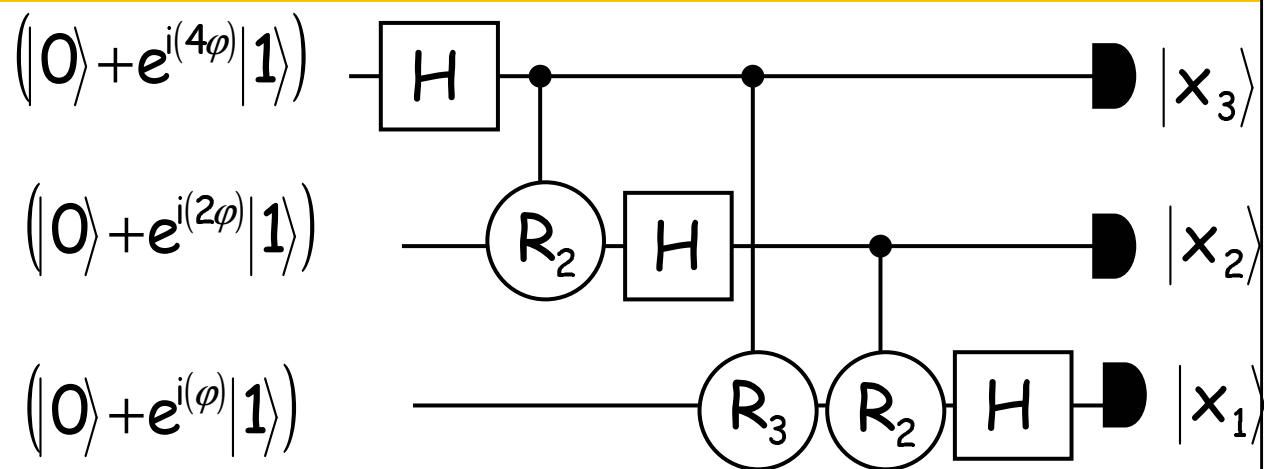 (|0⟩+e^{i(4φ)}|1⟩) H |x₃⟩
(|0⟩+e^{i(2φ)}|1⟩) R₂ H |x₂⟩
(|0⟩+e^{i(φ)}|1⟩) R₃ R₂ H |x₁⟩